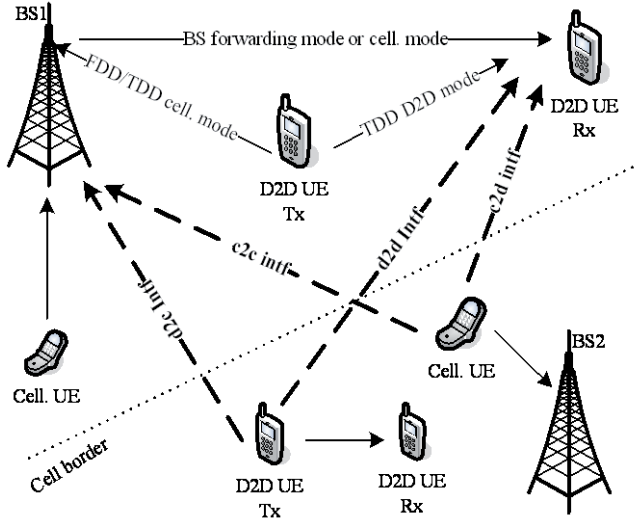 BS1
BS forwarding mode or cell. mode
FDD/TDD cell. mode
TDD D2D mode
D2D UE
Rx
D2D UE
Tx
c2d intf
d2d Intf
c2c intf
d2c Intf
Cell. UE
Cell. UE
BS2
Cell border
D2D UE
Tx
D2D UE
Rx